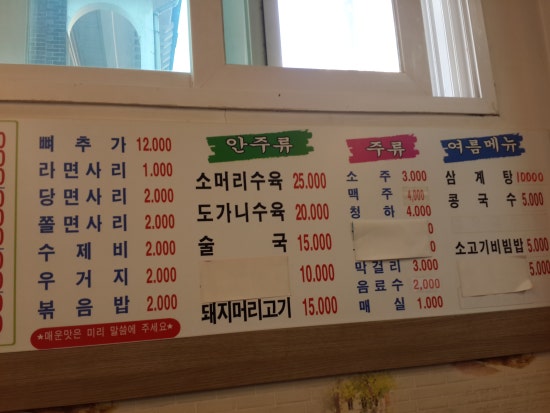 뼈추가 12.000
라면사리 1.000
당면사리 2.000
쫄면사리 2.000
수제비 2.000
우거지 2.000
볶음밥 2.000
★매운맛은 미리 말씀에 주세요★
안주류
소머리수육 25.000
도가니수육 20.000
술국 15.000
10.000
돼지머리고기 15.000
주류
소주 3.000
맥주 4,000
청하 4.000
0
0
막걸리 3.000
음료수 2,000
매실 1.000
여름메뉴
삼계탕 10000
콩국수 5.000
소고기비빔밥 5.000
5.000